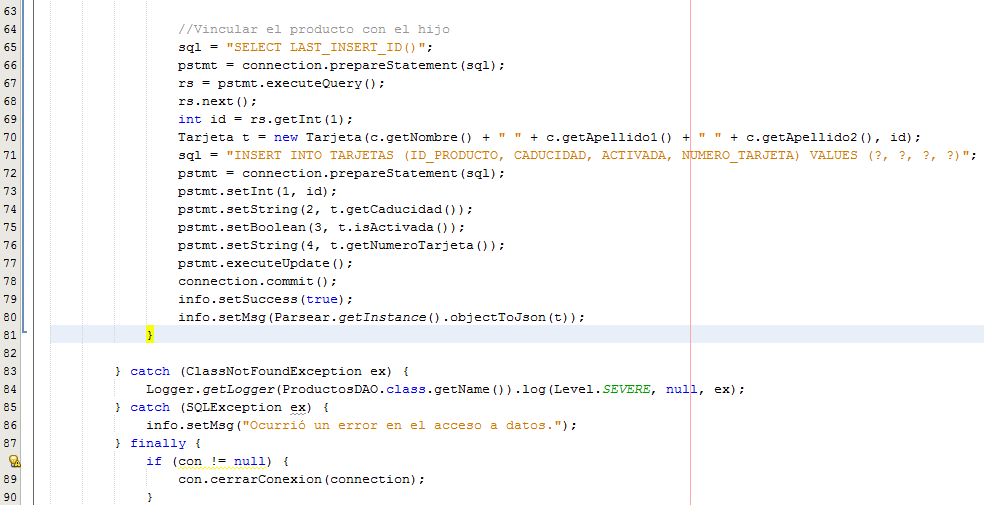 63
64 //Vincular el producto con el hijo
65 sql = "SELECT LAST_INSERT_ID()";
66 pstmt = connection.prepareStatement(sql);
67 rs = pstmt.executeQuery();
68 rs.next();
69 int id = rs.getInt(1);
70 Tarjeta t = new Tarjeta(c.getNombre() + " " + c.getApellido1() + " " + c.getApellido2(), id);
71 sql = "INSERT INTO TARJETAS (ID_PRODUCTO, CADUCIDAD, ACTIVADA, NUMERO_TARJETA) VALUES (?, ?, ?, ?)";
72 pstmt = connection.prepareStatement(sql);
73 pstmt.setInt(1, id);
74 pstmt.setString(2, t.getCaducidad());
75 pstmt.setBoolean(3, t.isActivada());
76 pstmt.setString(4, t.getNumeroTarjeta());
77 pstmt.executeUpdate();
78 connection.commit();
79 info.setSuccess(true);
80 info.setMsg(Parsear.getInstance().objectToJson(t));
81 }
82
83 } catch (ClassNotFoundException ex) {
84 Logger.getLogger(ProductosDAO.class.getName()).log(Level.SEVERE, null, ex);
85 } catch (SQLException ex) {
86 info.setMsg("Ocurrió un error en el acceso a datos.");
87 } finally {
if (con != null) {
89 con.cerrarConexion(connection);
90 }